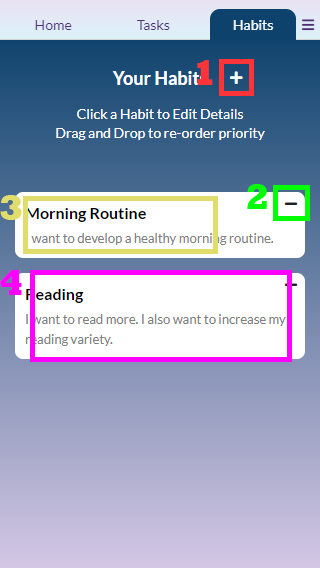 Home Tasks Habits
Your Habits +
1
Click a Habit to Edit Details
Drag and Drop to re-order priority
2
3
Morning Routine
I want to develop a healthy morning routine.
4
Reading
I want to read more. I also want to increase my
reading variety.